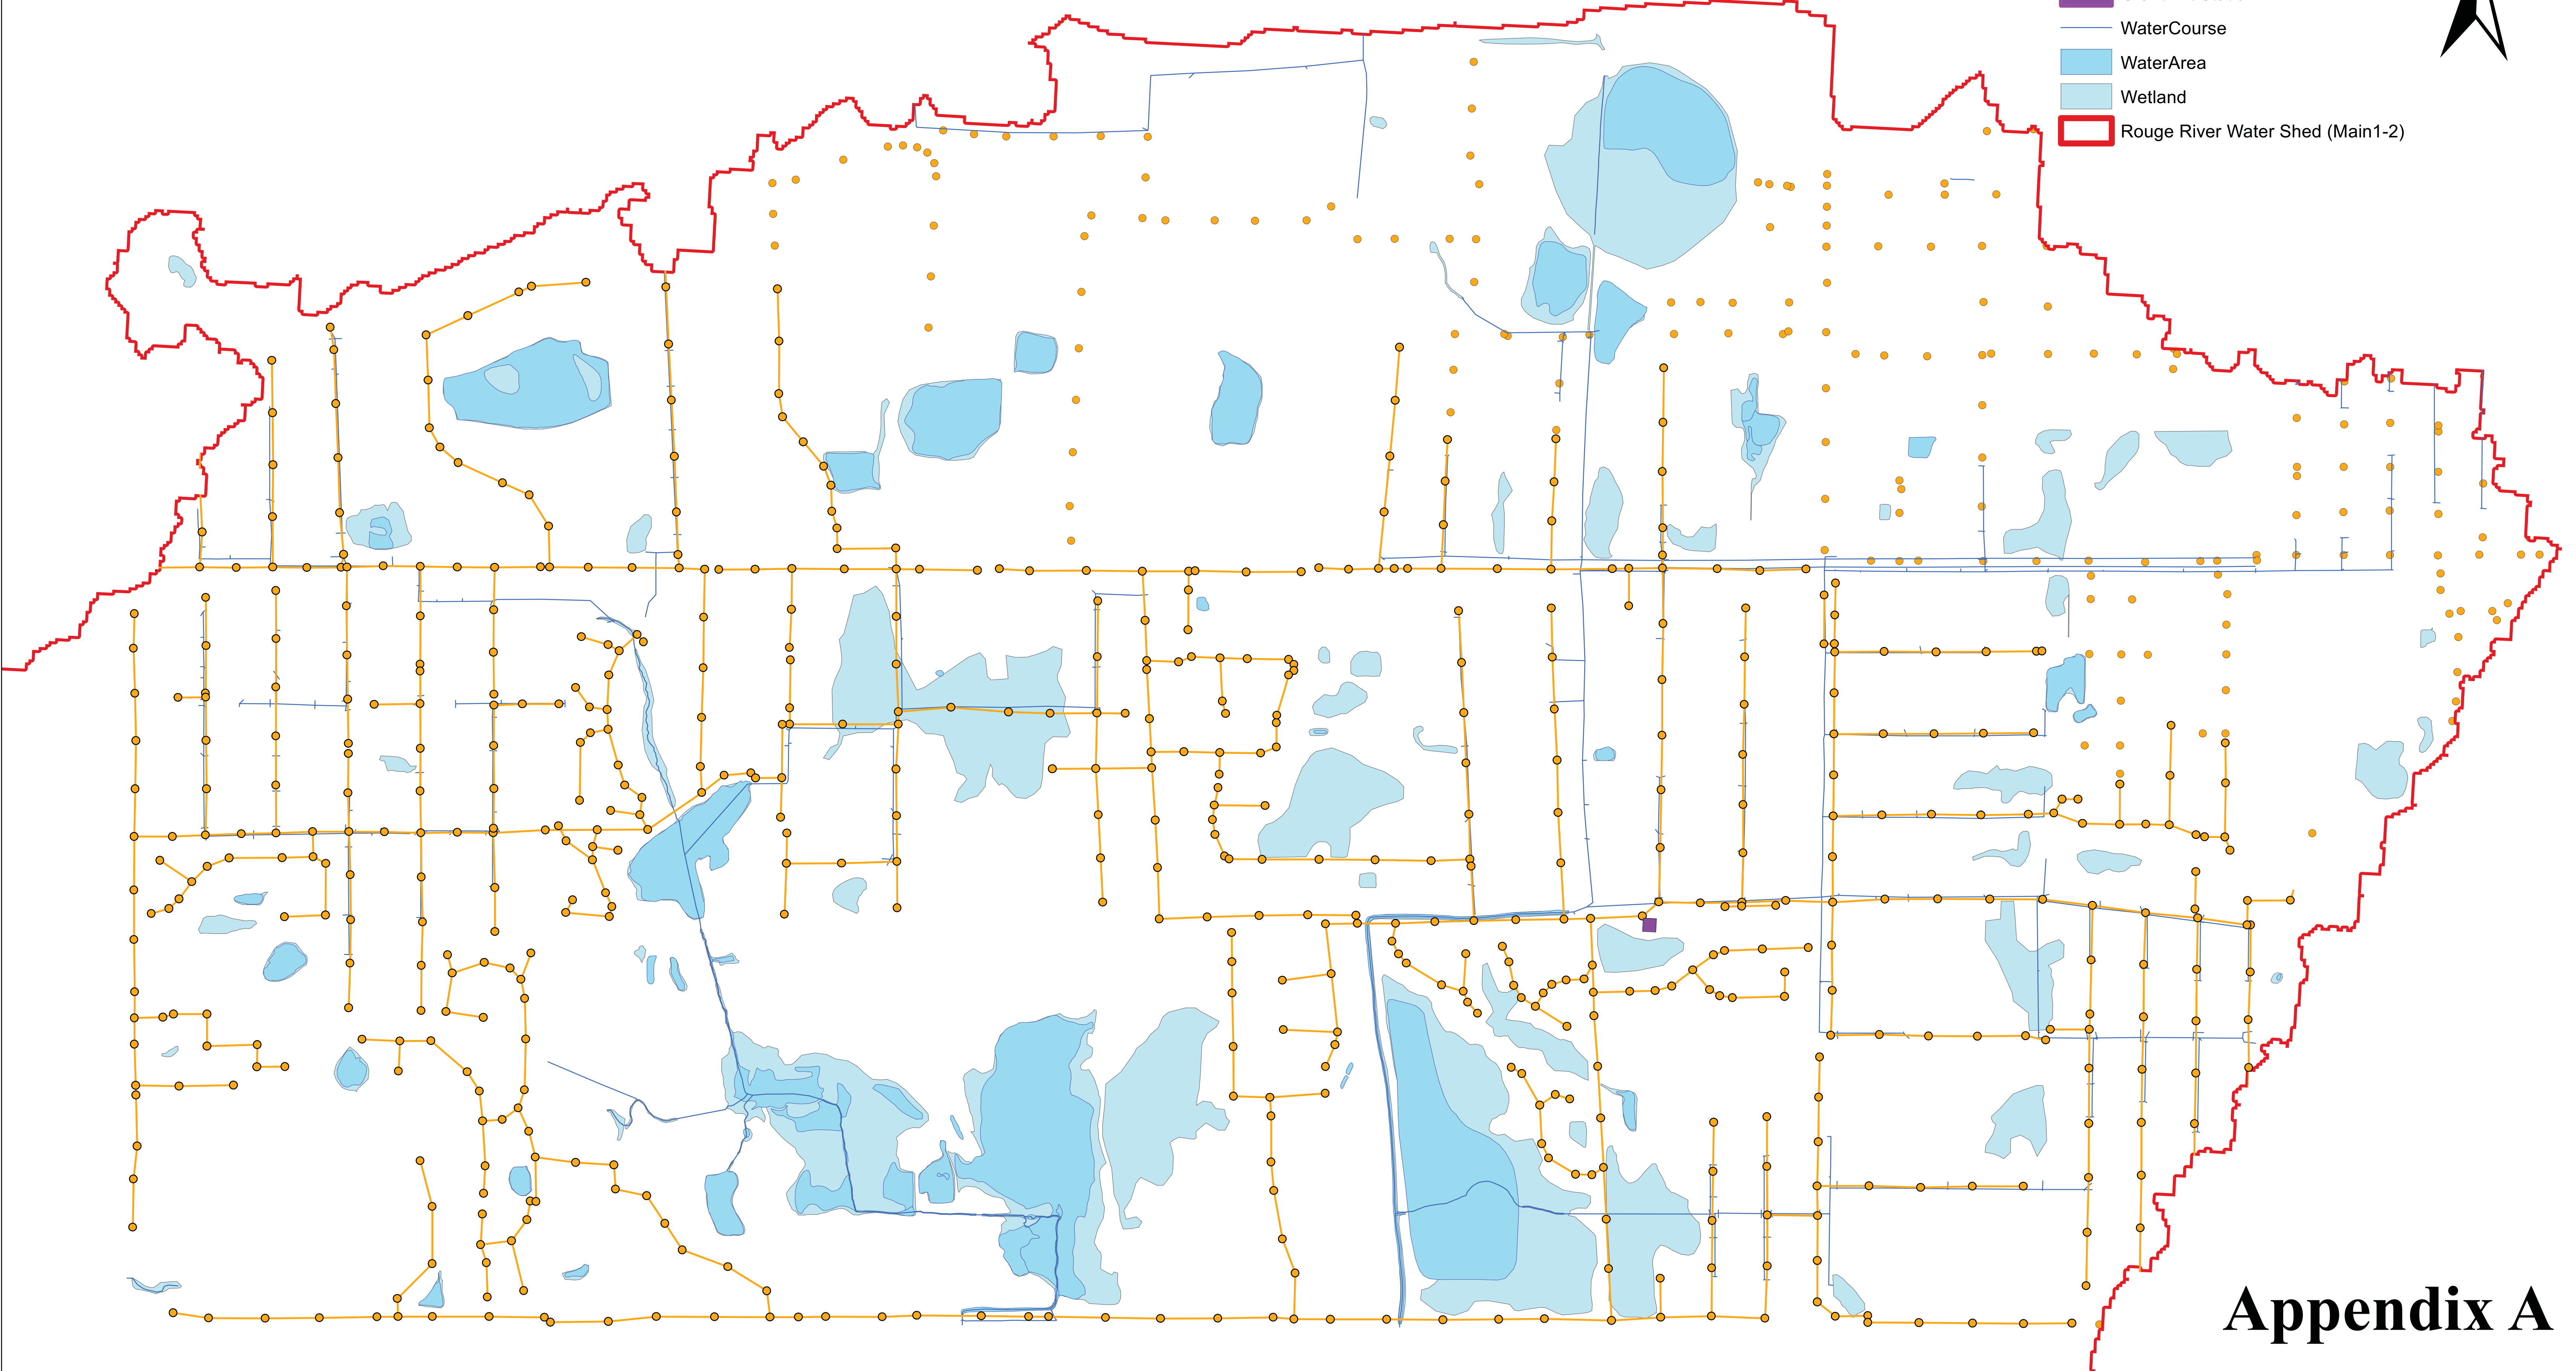 WaterCourse
WaterArea
Wetland
Rouge River Water Shed (Main1-2)
Appendix A